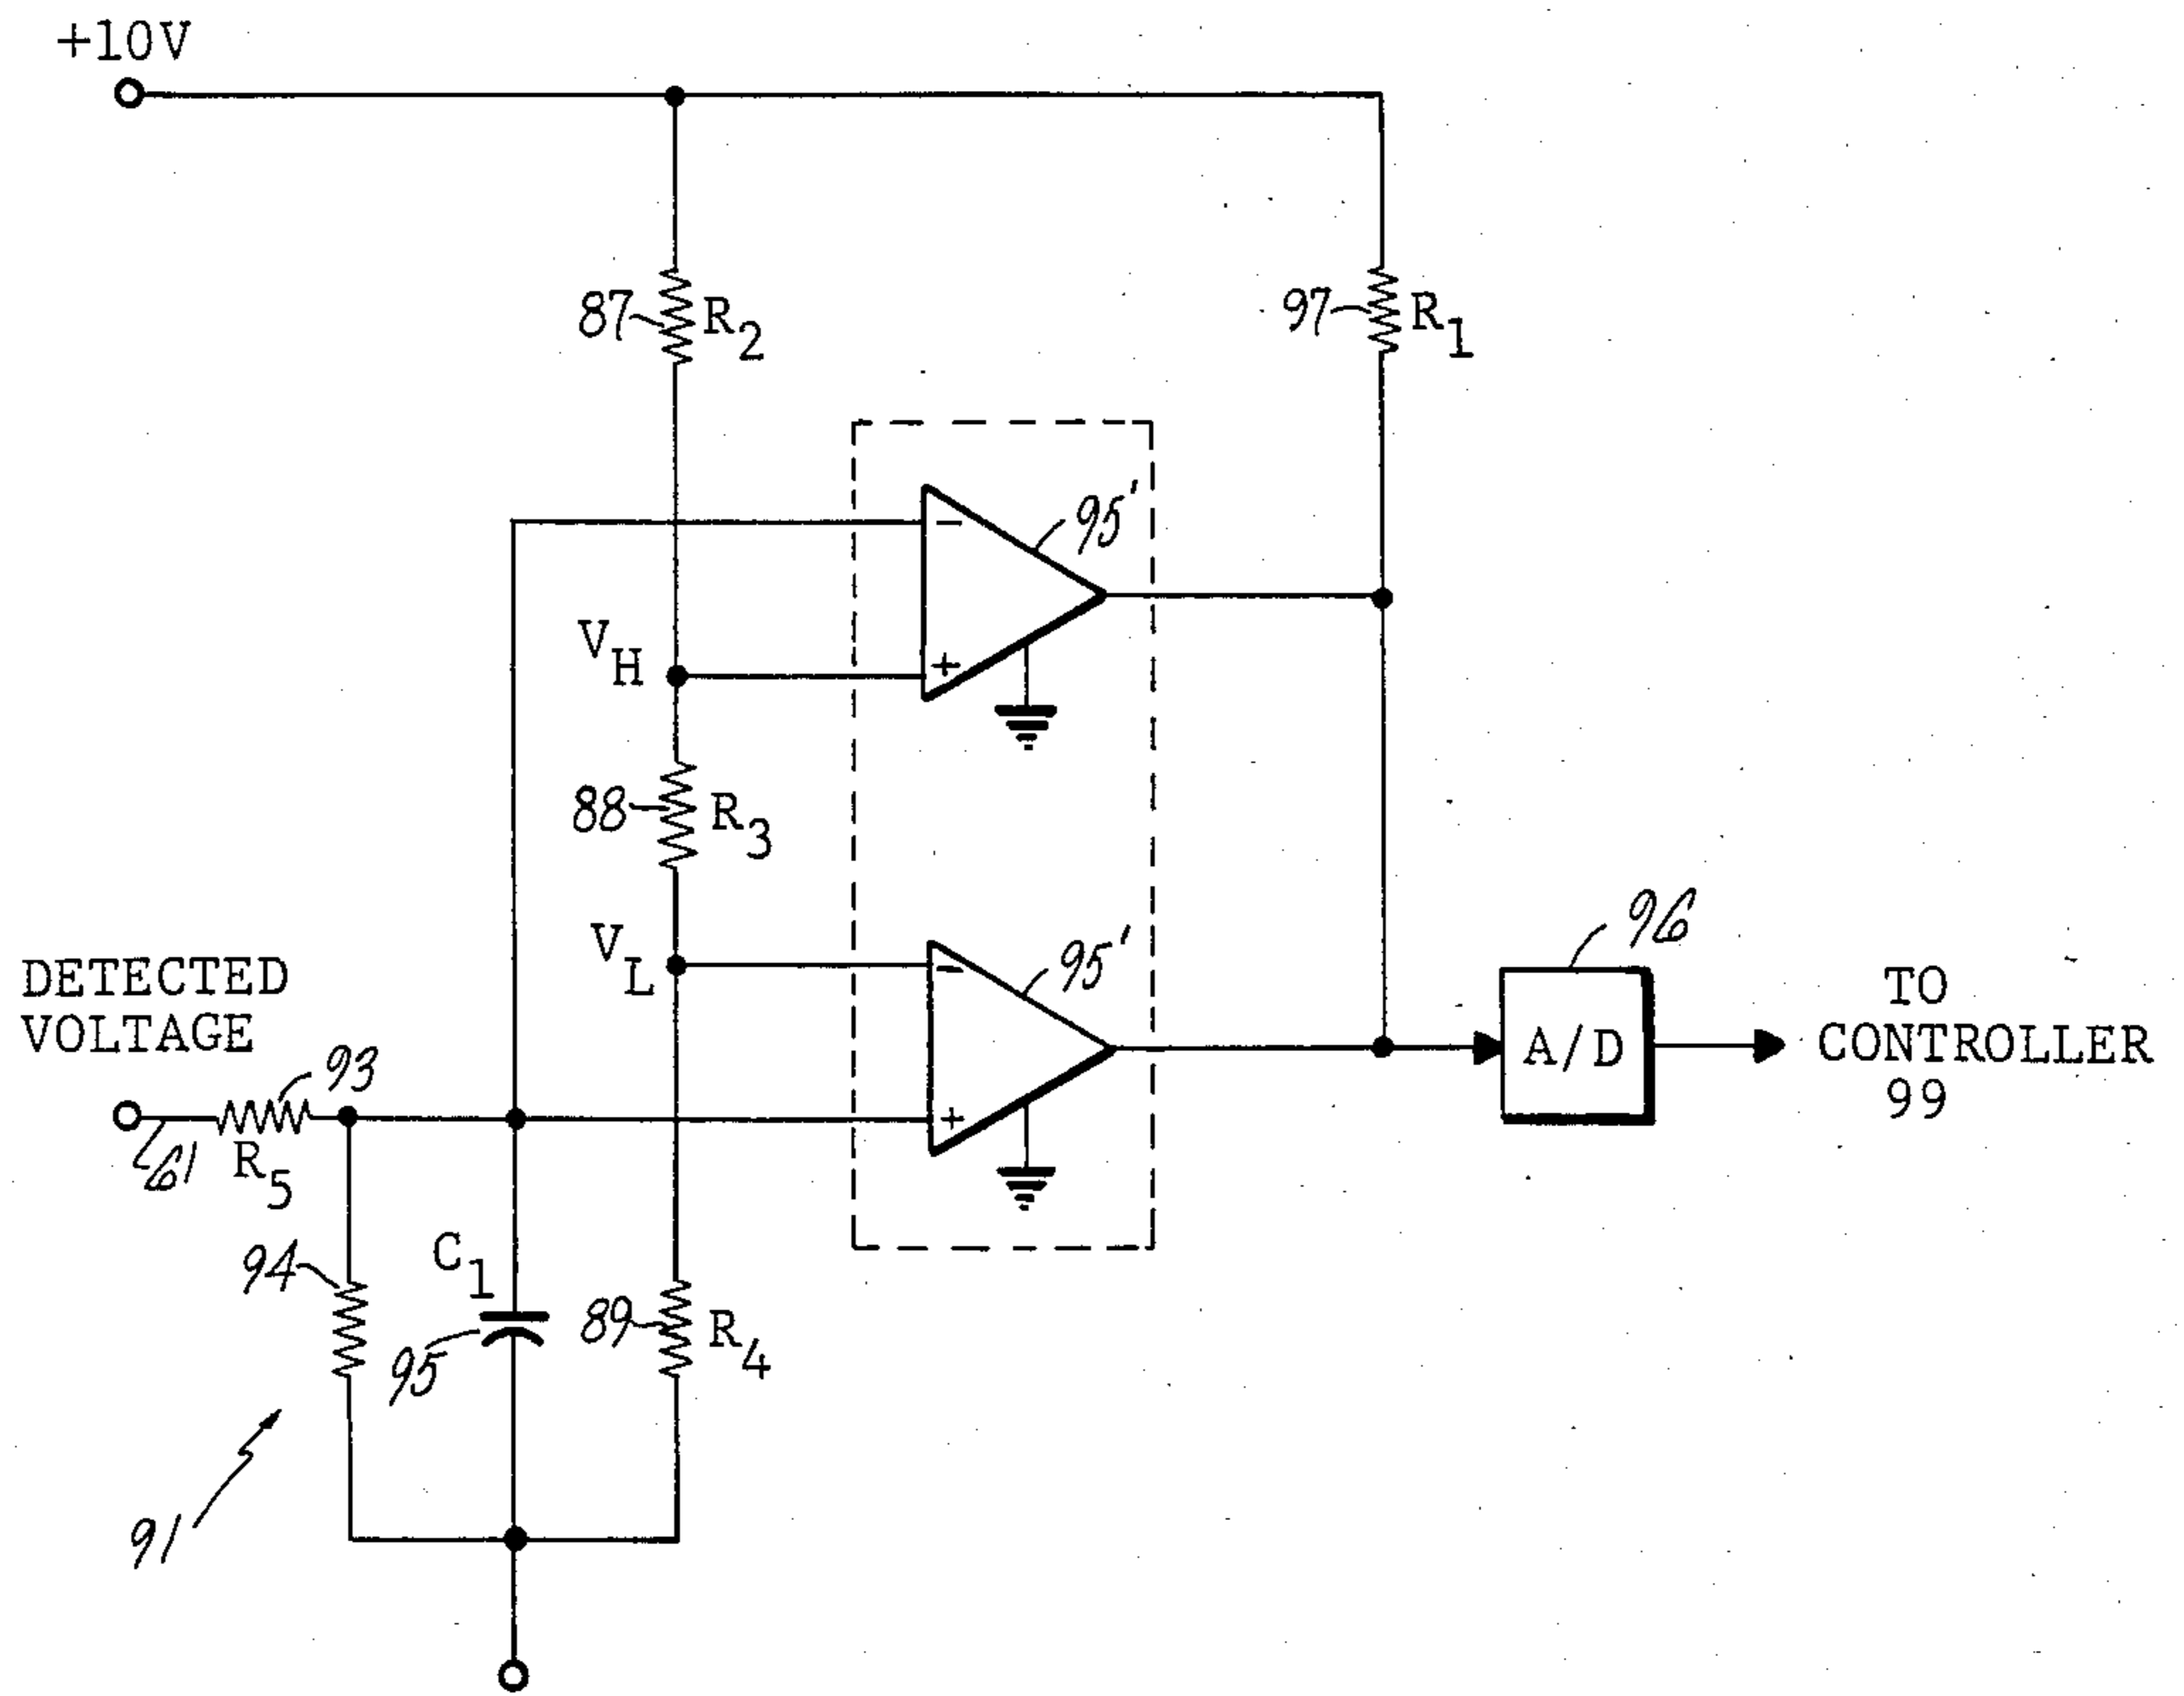 +10V
87
R2
97
R1
95'
-
+
VH
88
R3
VL
95'
-
+
96
A/D
TO
CONTROLLER
99
DETECTED
VOLTAGE
93
61
R5
94
C1
95
89
R4
91